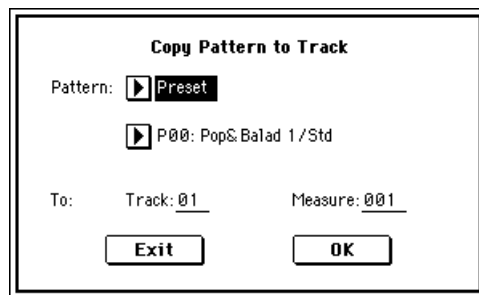 Copy Pattern to Track
Pattern: Preset
P00: Pop& Balad 1/Std
To: Track: 01 Measure: 001
Exit OK